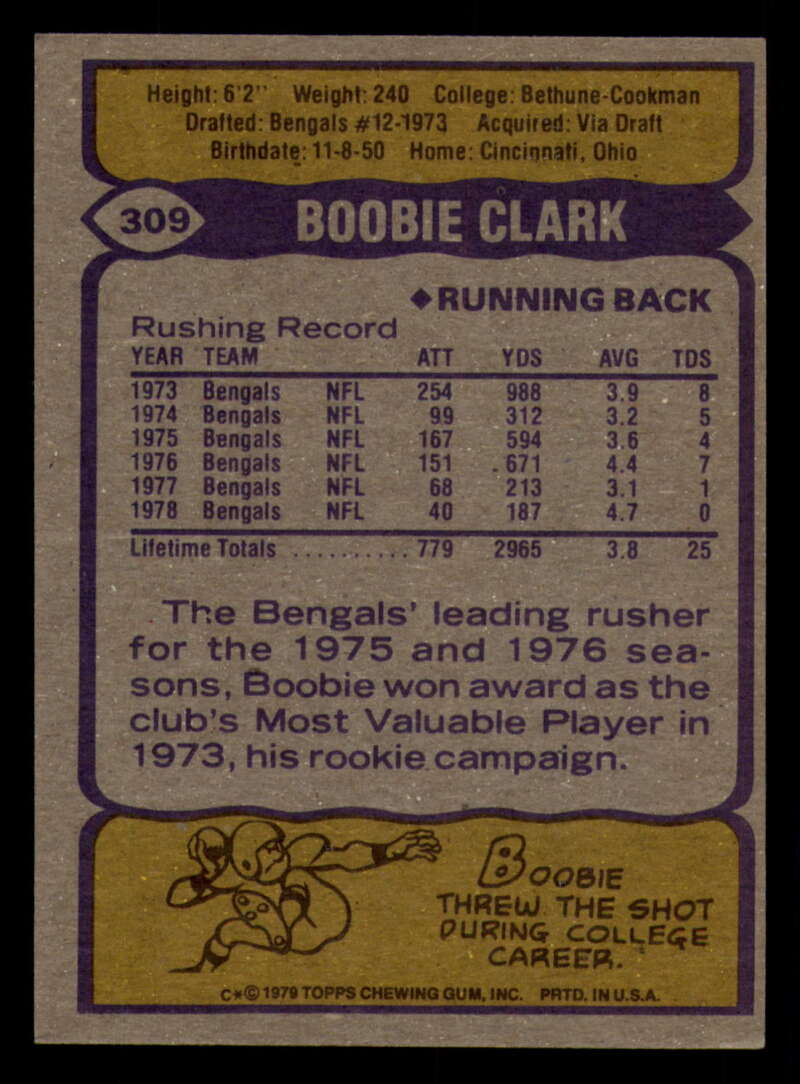 Height: 6'2" Weight: 240 College: Bethune-Cookman
Drafted: Bengals #12-1973 Acquired: Via Draft
Birthdate: 11-8-50 Home: Cincinnati, Ohio
309 BOOBIE CLARK
◆RUNNING BACK
Rushing Record
YEAR TEAM ATT YDS AVG TDS
1973 Bengals NFL 254 988 3.9 8
1974 Bengals NFL 99 312 3.2 5
1975 Bengals NFL 167 594 3.6 4
1976 Bengals NFL 151 671 4.4 7
1977 Bengals NFL 68 213 3.1 1
1978 Bengals NFL 40 187 4.7 0
Lifetime Totals .......... 779 2965 3.8 25
The Bengals' leading rusher
for the 1975 and 1976 sea-
sons, Boobie won award as the
club's Most Valuable Player in
1973, his rookie campaign.
BOOBIE
THREW THE SHOT
DURING COLLEGE
CAREER.
C*© 1979 TOPPS CHEWING GUM, INC. PRTD. IN U.S.A.